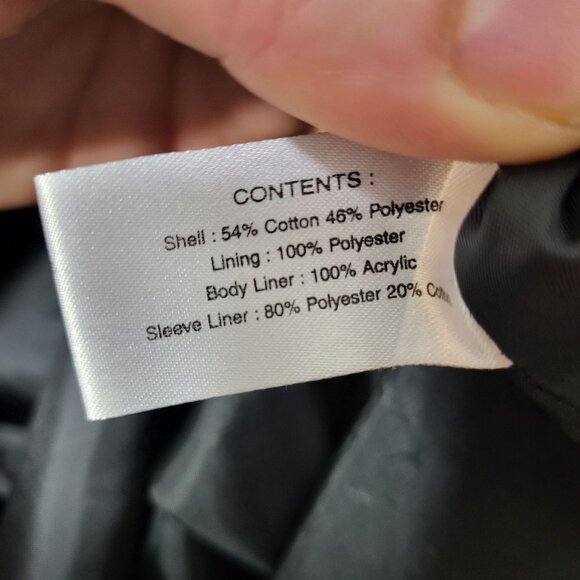 CONTENTS :
Shell : 54% Cotton 46% Polyester
Lining : 100% Polyester
Body Liner : 100% Acrylic
Sleeve Liner : 80% Polyester 20%